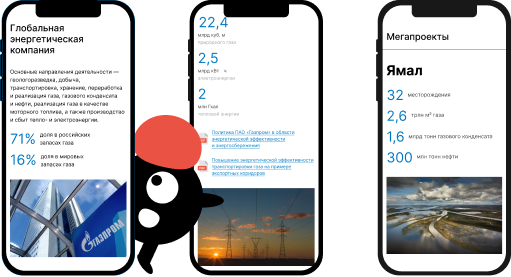 Глобальная
энергетическая
компания
Основные направления деятельности —
геологоразведка, добыча,
транспортировка, хранение, переработка
и реализация газа, газового конденсата
и нефти, реализация газа в качестве
моторного топлива, а также производство
и сбыт тепло- и электроэнергии.
71% доля в российских
запасах газа
16% доля в мировых
запасах газа
ГАЗПРОМ
22,4
млрд куб. м
природного газа
2,5
млрд кВт ч
электроэнергии
2
млн Гкал
тепловой энергии
Политика ПАО «Газпром» в области
энергетической эффективности
и энергосбережения
Повышение энергетической эффективности
транспортировки газа на примере
экспортных коридоров
Мегапроекты
Ямал
32 месторождения
2,6 трлн м³ газа
1,6 млрд тонн газового конденсата
300 млн тонн нефти